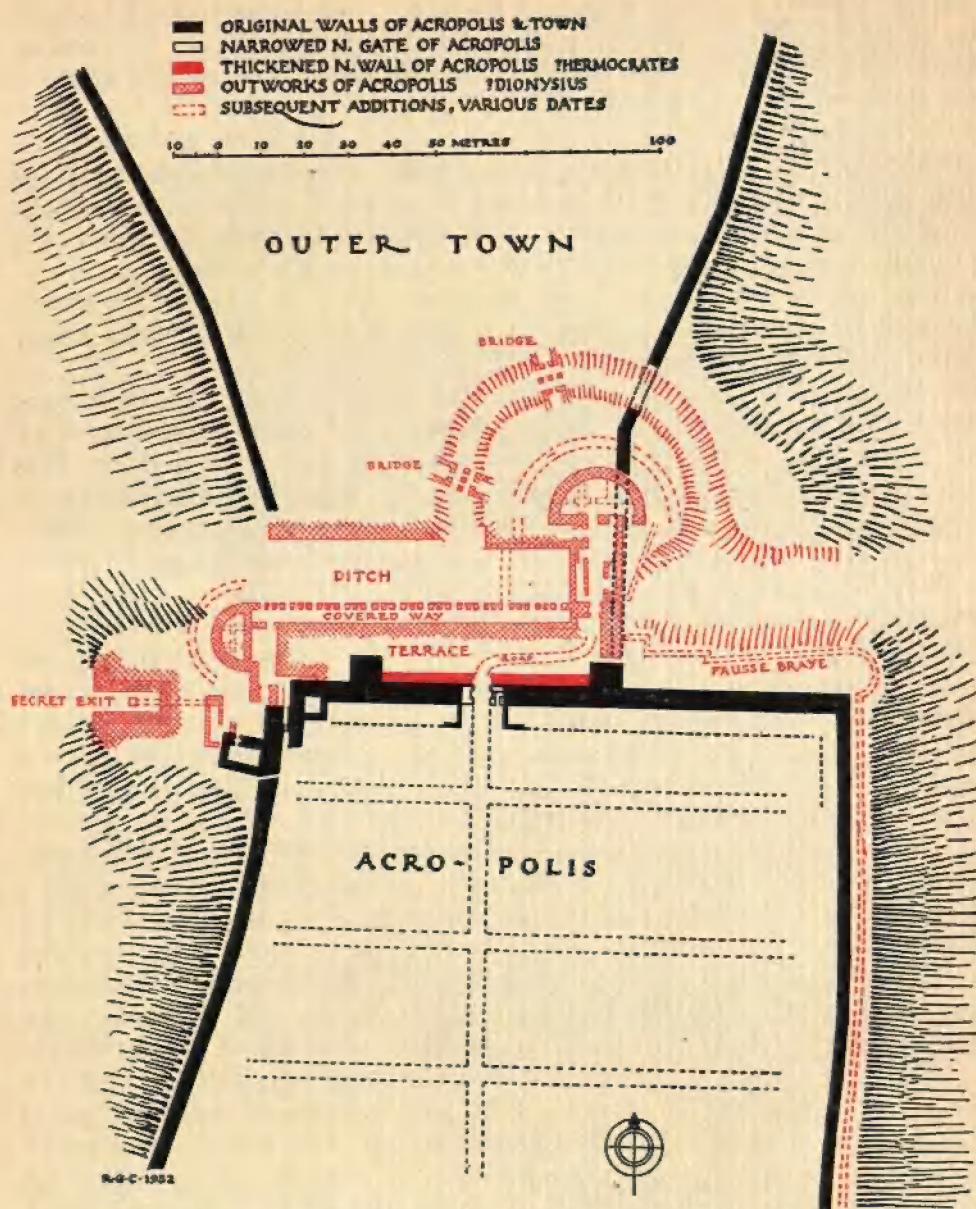 ORIGINAL WALLS OF ACROPOLIS & TOWN
NARROWED N. GATE OF ACROPOLIS
THICKENED N. WALL OF ACROPOLIS ?HERMOCRATES
OUTWORKS OF ACROPOLIS ?DIONYSIUS
SUBSEQUENT ADDITIONS, VARIOUS DATES
10 0 10 20 30 40 50 METRES 100
OUTER TOWN
BRIDGE
BRIDGE
DITCH
COVERED WAY
TERRACE
ROAD
FAUSSE BRAYE
SECRET EXIT
ACRO- POLIS
R·G·C·1952